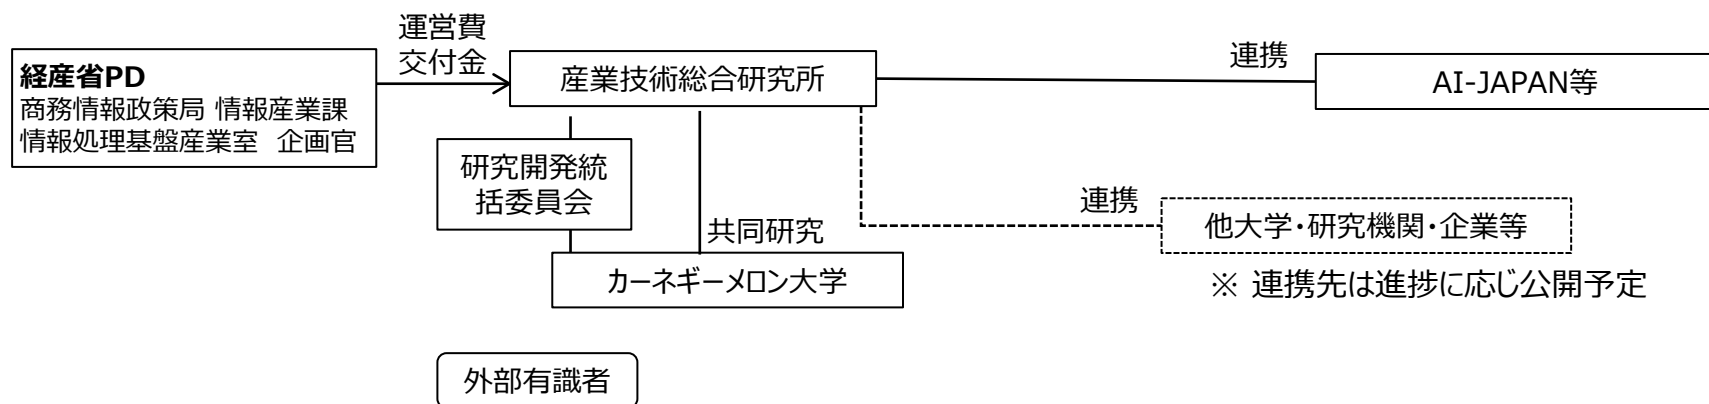 運営費
交付金
経産省PD
商務情報政策局 情報産業課
情報処理基盤産業室　企画官
産業技術総合研究所
連携
AI-JAPAN等
研究開発統
括委員会
共同研究
カーネギーメロン大学
連携
他大学・研究機関・企業等
※ 連携先は進捗に応じ公開予定
外部有識者